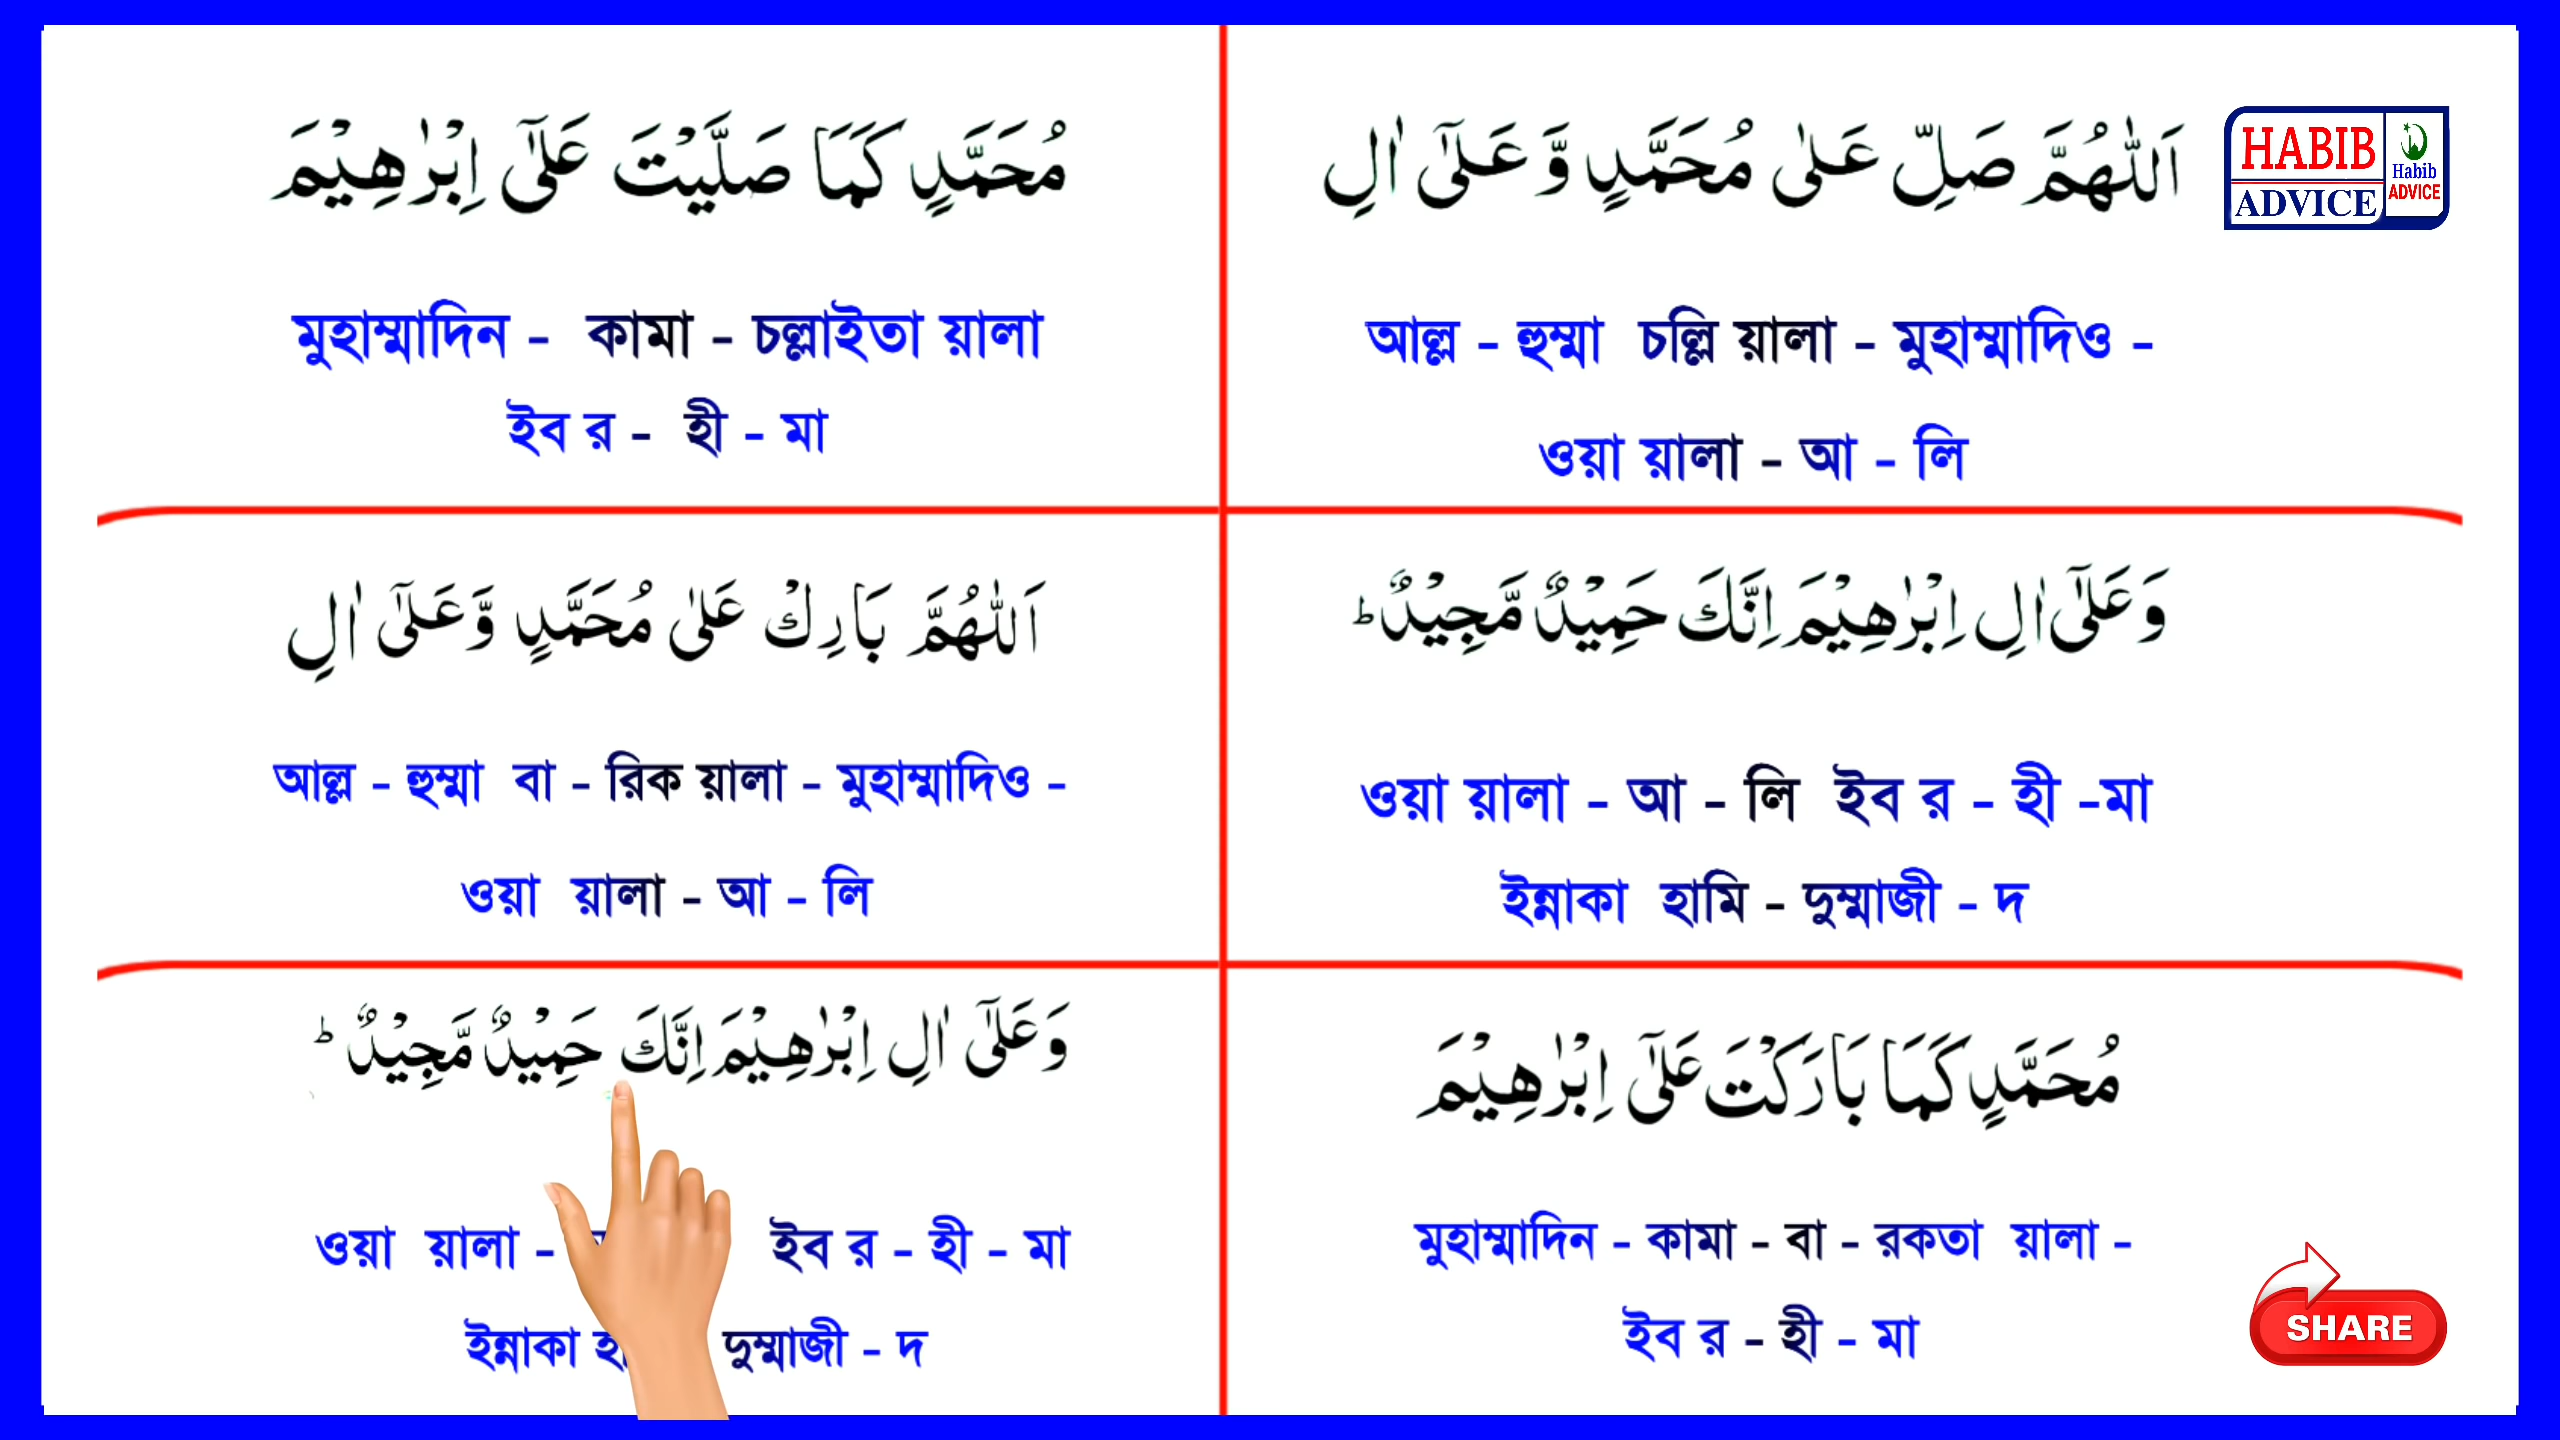 اَللّٰهُمَّ صَلِّ عَلٰى مُحَمَّدٍ وَّعَلٰٓى اٰلِ
আল্ল - হুম্মা চল্লি য়ালা - মুহাম্মাদিও -
ওয়া য়ালা - আ - লি
HABIB
ADVICE
Habib
ADVICE
مُحَمَّدٍ كَمَا صَلَّيْتَ عَلٰٓى اِبْرٰهِيْمَ
মুহাম্মাদিন - কামা - চল্লাইতা য়ালা
ইব র - হী - মা
وَعَلٰٓى اٰلِ اِبْرٰهِيْمَ اِنَّكَ حَمِيْدٌ مَّجِيْدٌ ط
ওয়া য়ালা - আ - লি ইব র - হী -মা
ইন্নাকা হামি - দুম্মাজী - দ
اَللّٰهُمَّ بَارِكْ عَلٰى مُحَمَّدٍ وَّعَلٰٓى اٰلِ
আল্ল - হুম্মা বা - রিক য়ালা - মুহাম্মাদিও -
ওয়া য়ালা - আ - লি
مُحَمَّدٍ كَمَا بَارَكْتَ عَلٰٓى اِبْرٰهِيْمَ
মুহাম্মাদিন - কামা - বা - রকতা য়ালা -
ইব র - হী - মা
وَعَلٰٓى اٰلِ اِبْرٰهِيْمَ اِنَّكَ حَمِيْدٌ مَّجِيْدٌ ط
ওয়া য়ালা - ইব র - হী - মা
ইন্নাকা দুম্মাজী - দ
SHARE